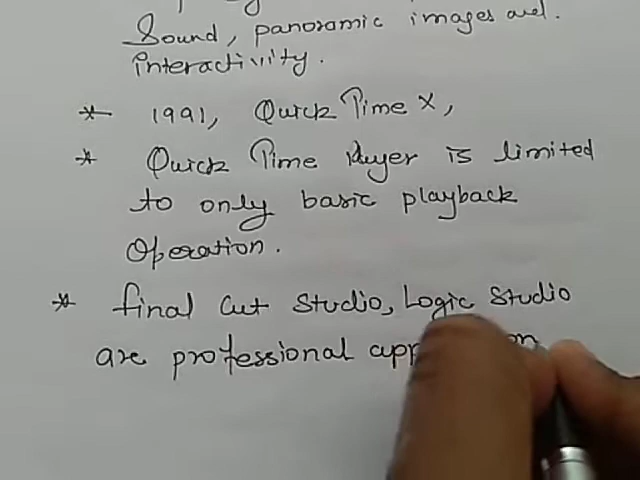 Sound, panoramic images and.
interactivity.
* 1991, Quick Time X,
* Quick Time Player is limited
to only basic playback
Operation.
* final Cut Studio, Logic Studio
are professional app